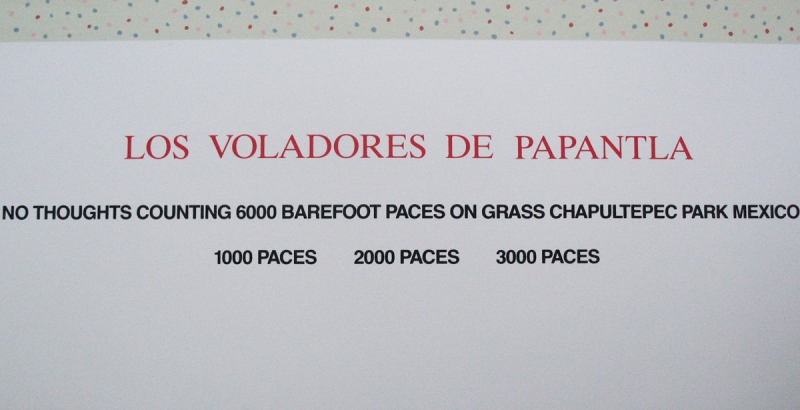 LOS VOLADORES DE PAPANTLA
NO THOUGHTS COUNTING 6000 BAREFOOT PACES ON GRASS CHAPULTEPEC PARK MEXICO
1000 PACES 2000 PACES 3000 PACES